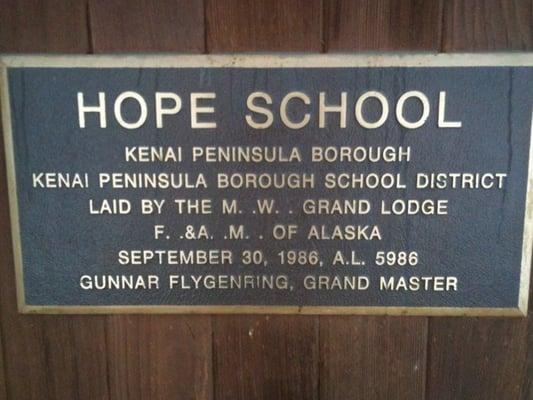 HOPE SCHOOL
KENAI PENINSULA BOROUGH
KENAI PENINSULA BOROUGH SCHOOL DISTRICT
LAID BY THE M. .W. . GRAND LODGE
F. .&A. .M. . OF ALASKA
SEPTEMBER 30, 1986, A.L. 5986
GUNNAR FLYGENRING, GRAND MASTER